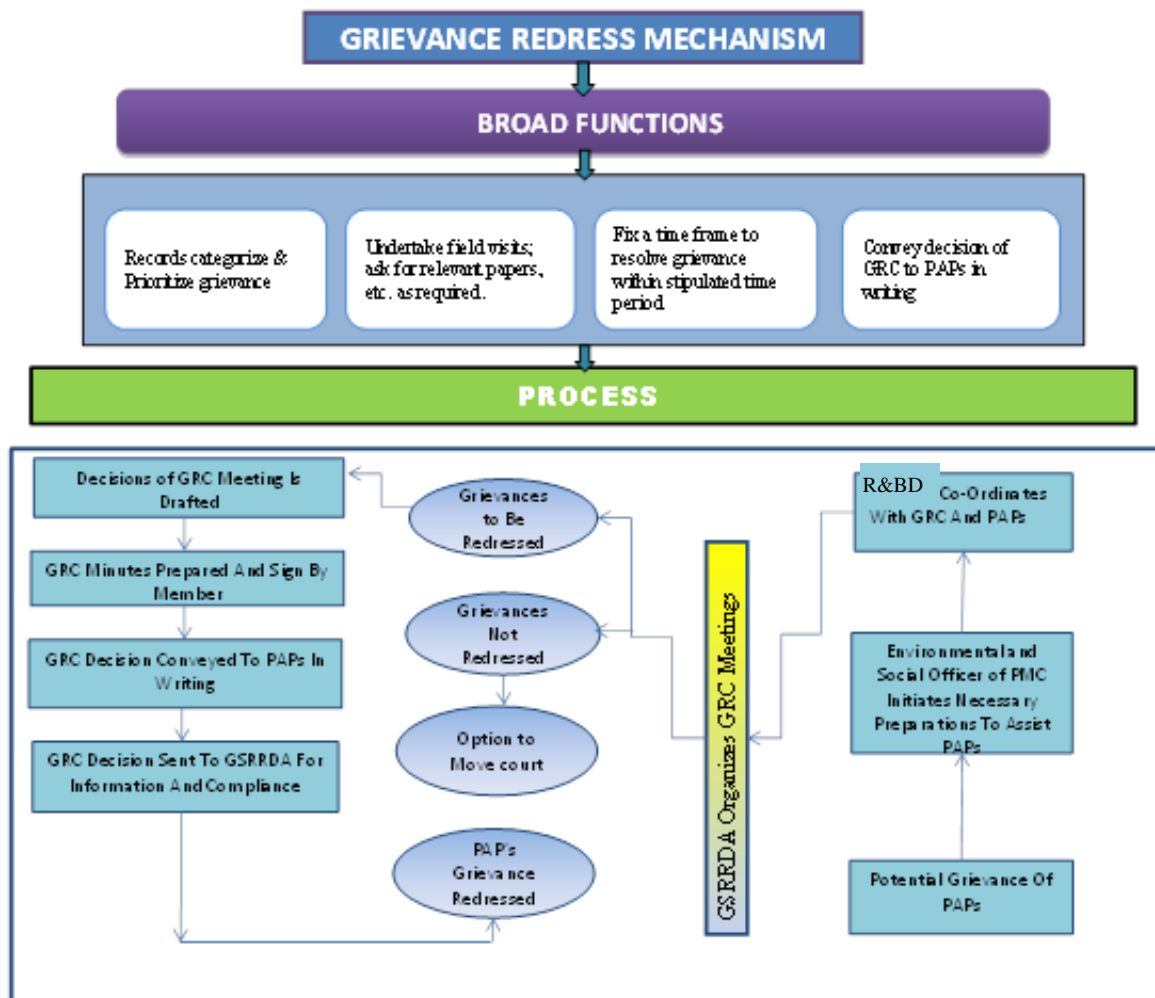 GRIEVANCE REDRESS MECHANISM
BROAD FUNCTIONS
Records categorize &
Prioritize grievance
Undertake field visits;
ask for relevant papers,
etc. as required.
Fix a time frame to
resolve grievance
within stipulated time
period
Convey decision of
GRC to PAPs in
writing
PROCESS
Decisions of GRC Meeting Is
Drafted
GRC Minutes Prepared And Sign By
Member
GRC Decision Conveyed To PAPs In
Writing
GRC Decision Sent To GSRRDA For
Information And Compliance
Grievances
to Be
Redressed
Grievances
Not
Redressed
Option to
Move court
PAP's
Grievance
Redressed
GSRRDA Organizes GRC Meetings
R&BD Co-Ordinates
With GRC And PAPs
Environmental and
Social Officer of PMC
Initiates Necessary
Preparations To Assist
PAPs
Potential Grievance Of
PAPs